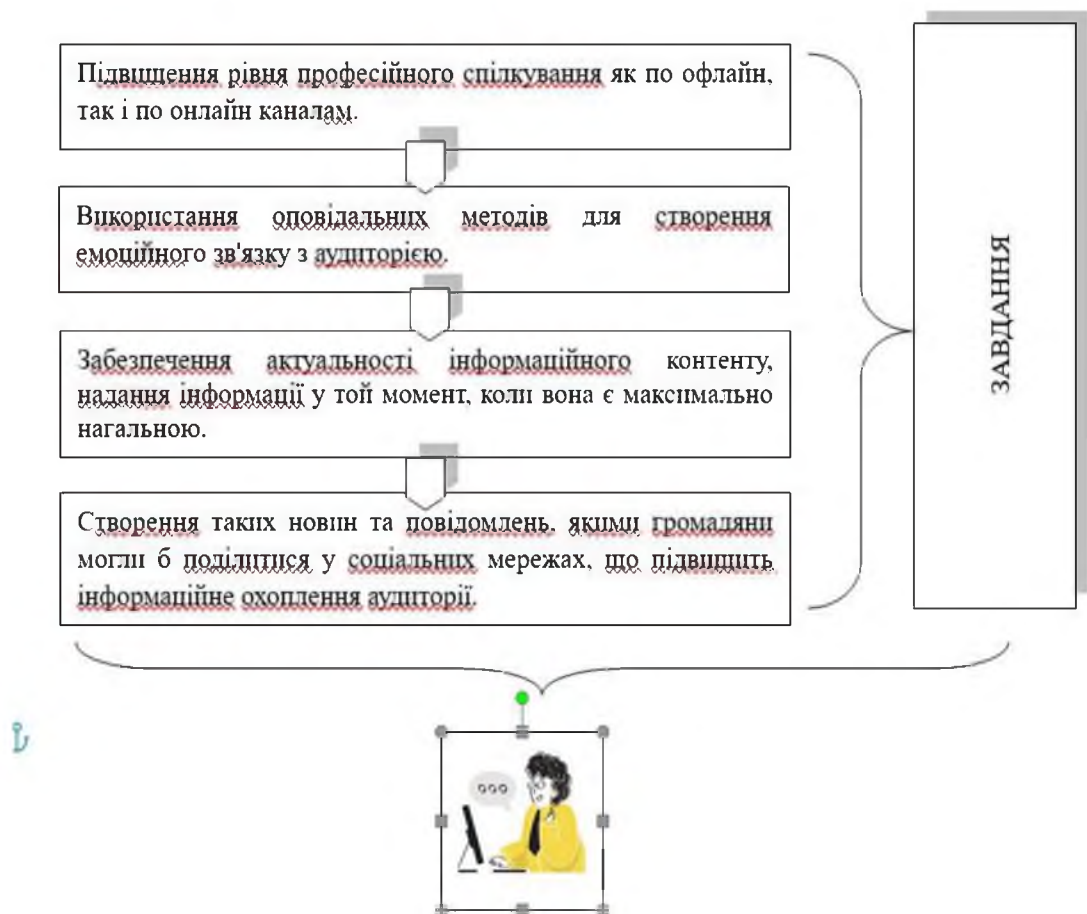 Підвищення рівня професійного спілкування як по офлайн,
так і по онлайн каналам.
Використання оповідальних методів для створення
емоційного зв'язку з аудиторією.
Забезпечення актуальності інформаційного контенту,
надання інформації у той момент, коли вона є максимально
нагальною.
Створення таких новин та повідомлень, якими громадяни
могли б поділитися у соціальних мережах, що підвищить
інформаційне охоплення аудиторії.
ЗАВДАННЯ